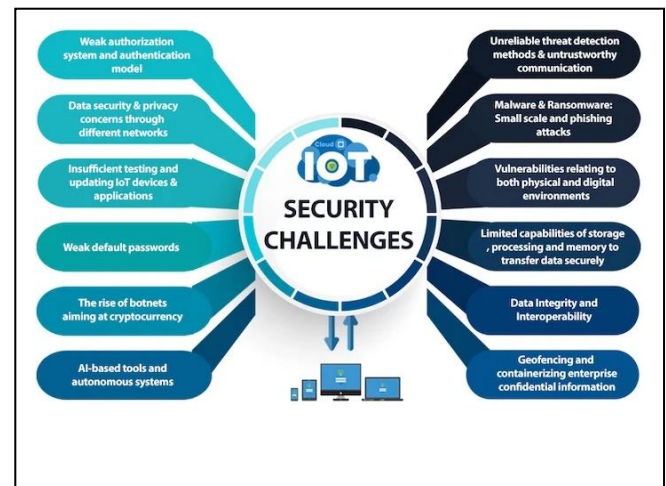 Weak authorization
system and authentication
model
Data security & privacy
concerns through
different networks
Insufficient testing and
updating IoT devices &
applications
Weak default passwords
The rise of botnets
aiming at cryptocurrency
AI-based tools and
autonomous systems
Cloud
IOT
SECURITY
CHALLENGES
Unreliable threat detection
methods & untrustworthy
communication
Malware & Ransomware:
Small scale and phishing
attacks
Vulnerabilities relating to
both physical and digital
environments
Limited capabilities of storage
, processing and memory to
transfer data securely
Data Integrity and
Interoperability
Geofencing and
containerizing enterprise
confidential information